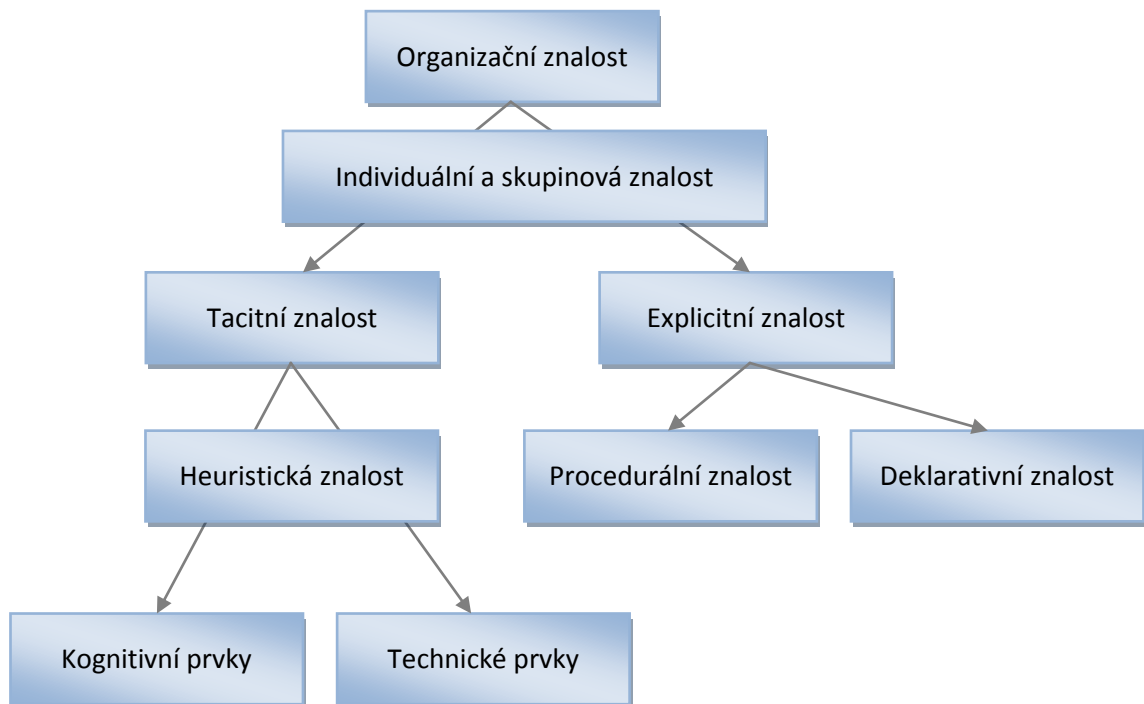 Organizační znalost
Individuální a skupinová znalost
Tacitní znalost
Explicitní znalost
Heuristická znalost
Procedurální znalost
Deklarativní znalost
Kognitivní prvky
Technické prvky